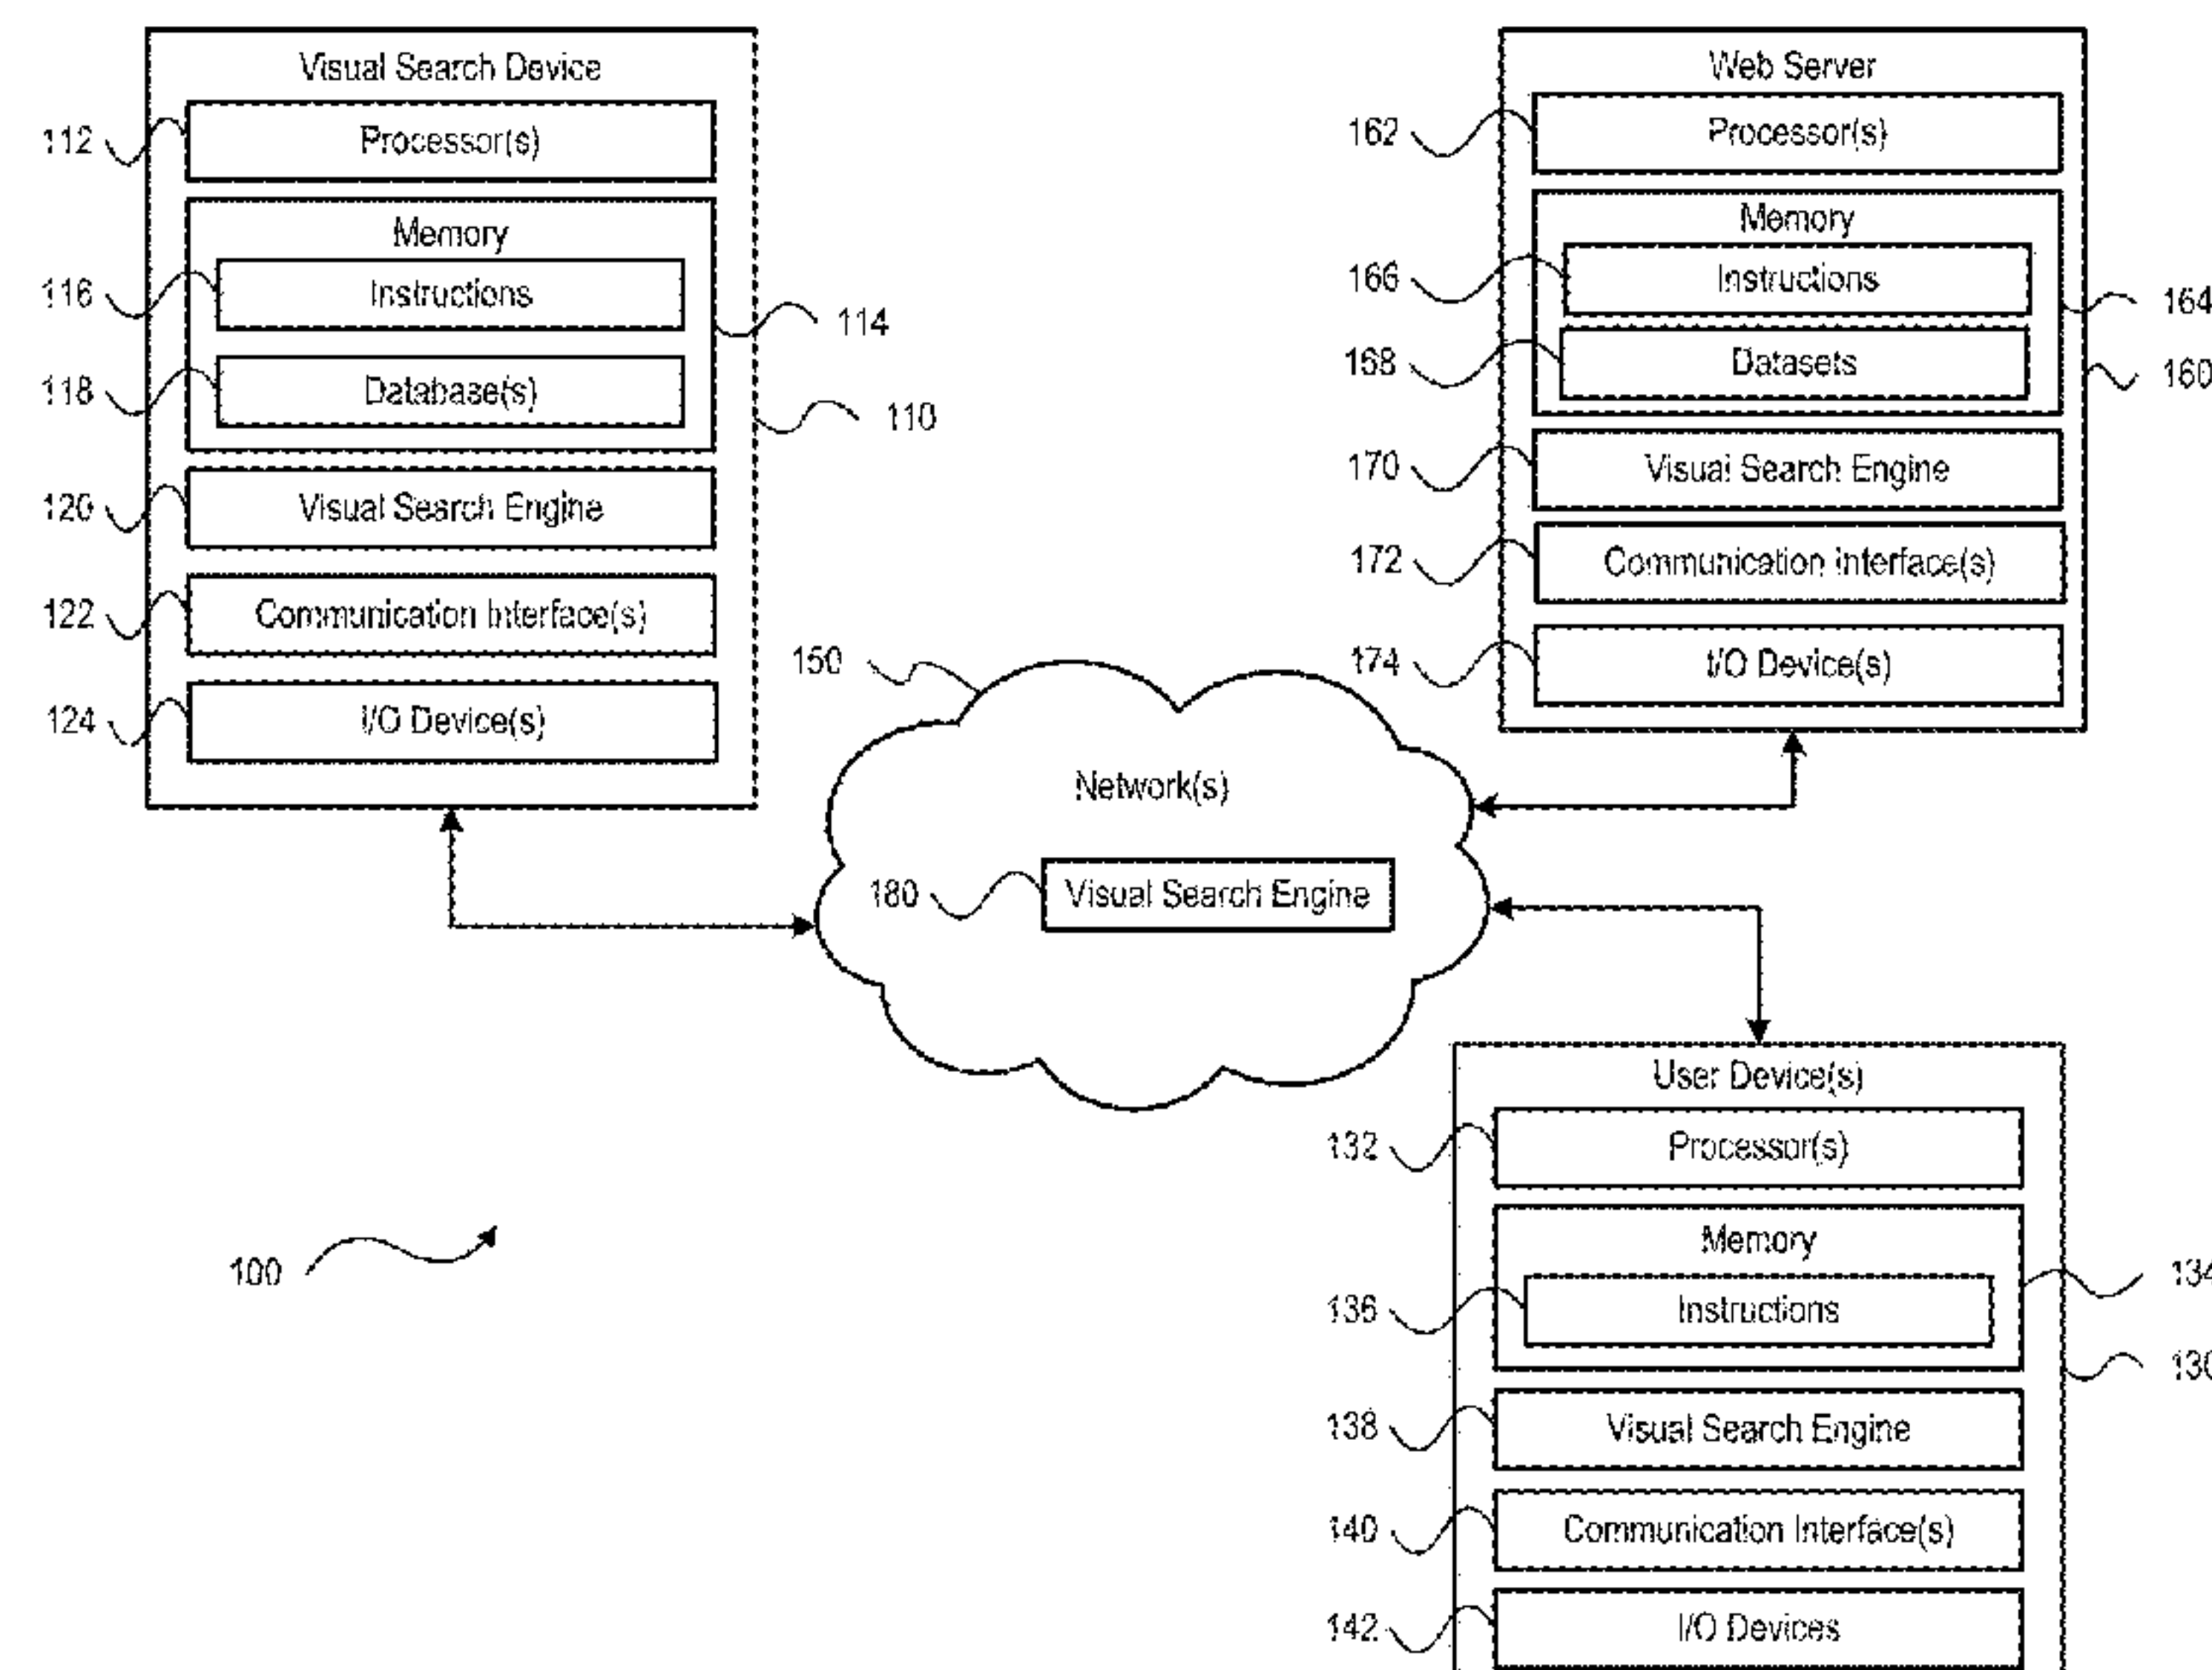 Visual Search Device
112
Processor(s)
Memory
116
Instructions
114
118
Database(s)
110
120
Visual Search Engine
122
Communication Interface(s)
124
I/O Device(s)
Web Server
162
Processor(s)
Memory
166
Instructions
164
168
Datasets
160
170
Visual Search Engine
172
Communication Interface(s)
174
I/O Device(s)
150
Network(s)
180
Visual Search Engine
User Device(s)
132
Processor(s)
Memory
134
136
Instructions
130
138
Visual Search Engine
140
Communication Interface(s)
142
I/O Devices
100